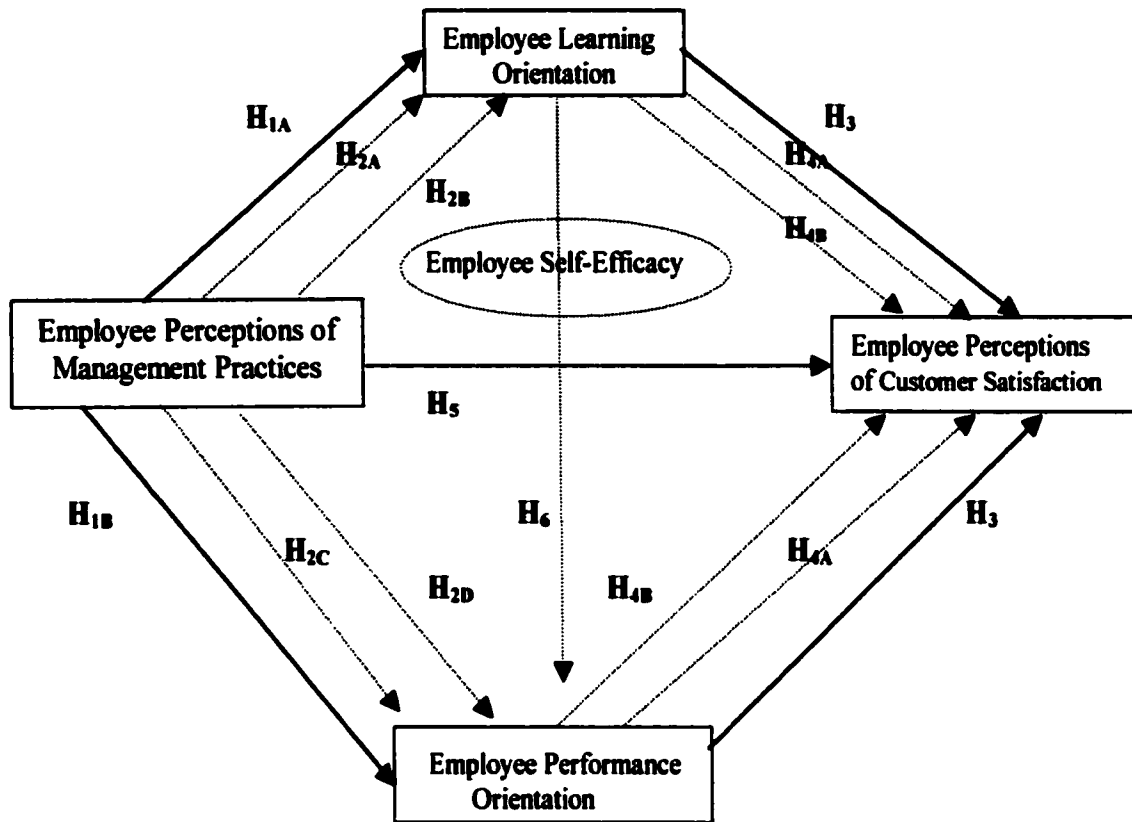 Employee Learning
Orientation
H1A
H3
H2A
H4A
H2B
H4B
Employee Self-Efficacy
Employee Perceptions of
Management Practices
Employee Perceptions
of Customer Satisfaction
H5
H1B
H6
H3
H2C
H4A
H2D
H4B
Employee Performance
Orientation